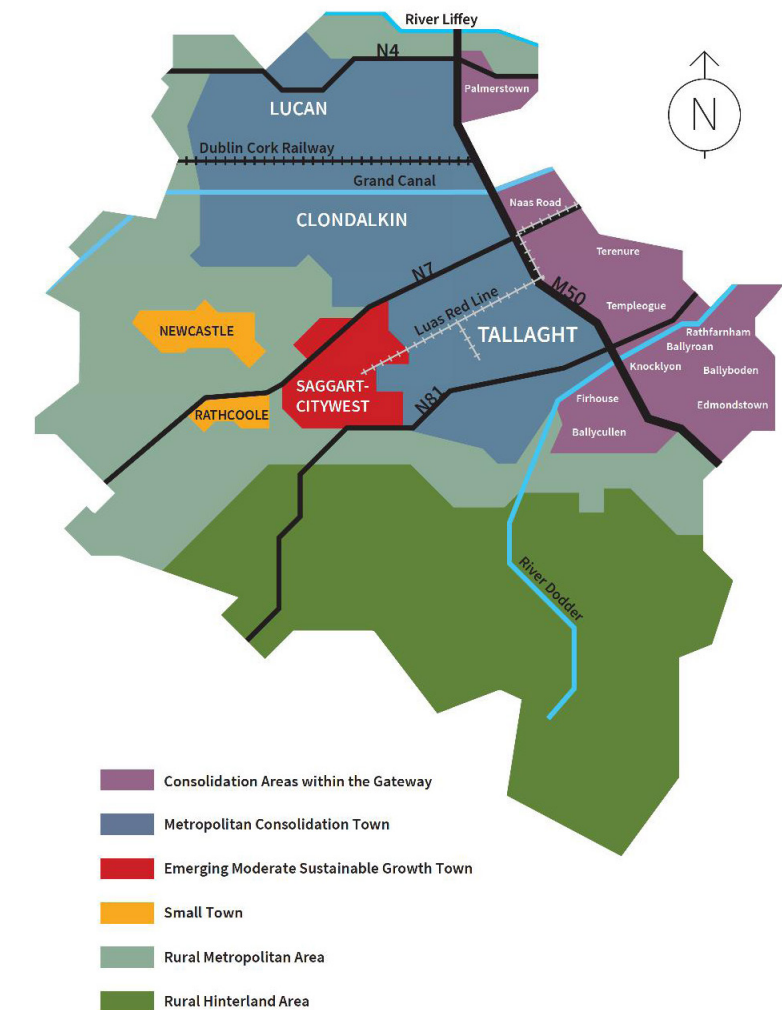 River Liffey
N4
Palmerstown
LUCAN
N
Dublin Cork Railway
Grand Canal
Naas Road
CLONDALKIN
Terenure
N7
M50
Luas Red Line
Templeogue
NEWCASTLE
TALLAGHT
Rathfarnham
Ballyroan
Knocklyon
Ballyboden
SAGGART-
CITYWEST
N81
Firhouse
Edmondstown
RATHCOOLE
Ballycullen
River Dodder
Consolidation Areas within the Gateway
Metropolitan Consolidation Town
Emerging Moderate Sustainable Growth Town
Small Town
Rural Metropolitan Area
Rural Hinterland Area